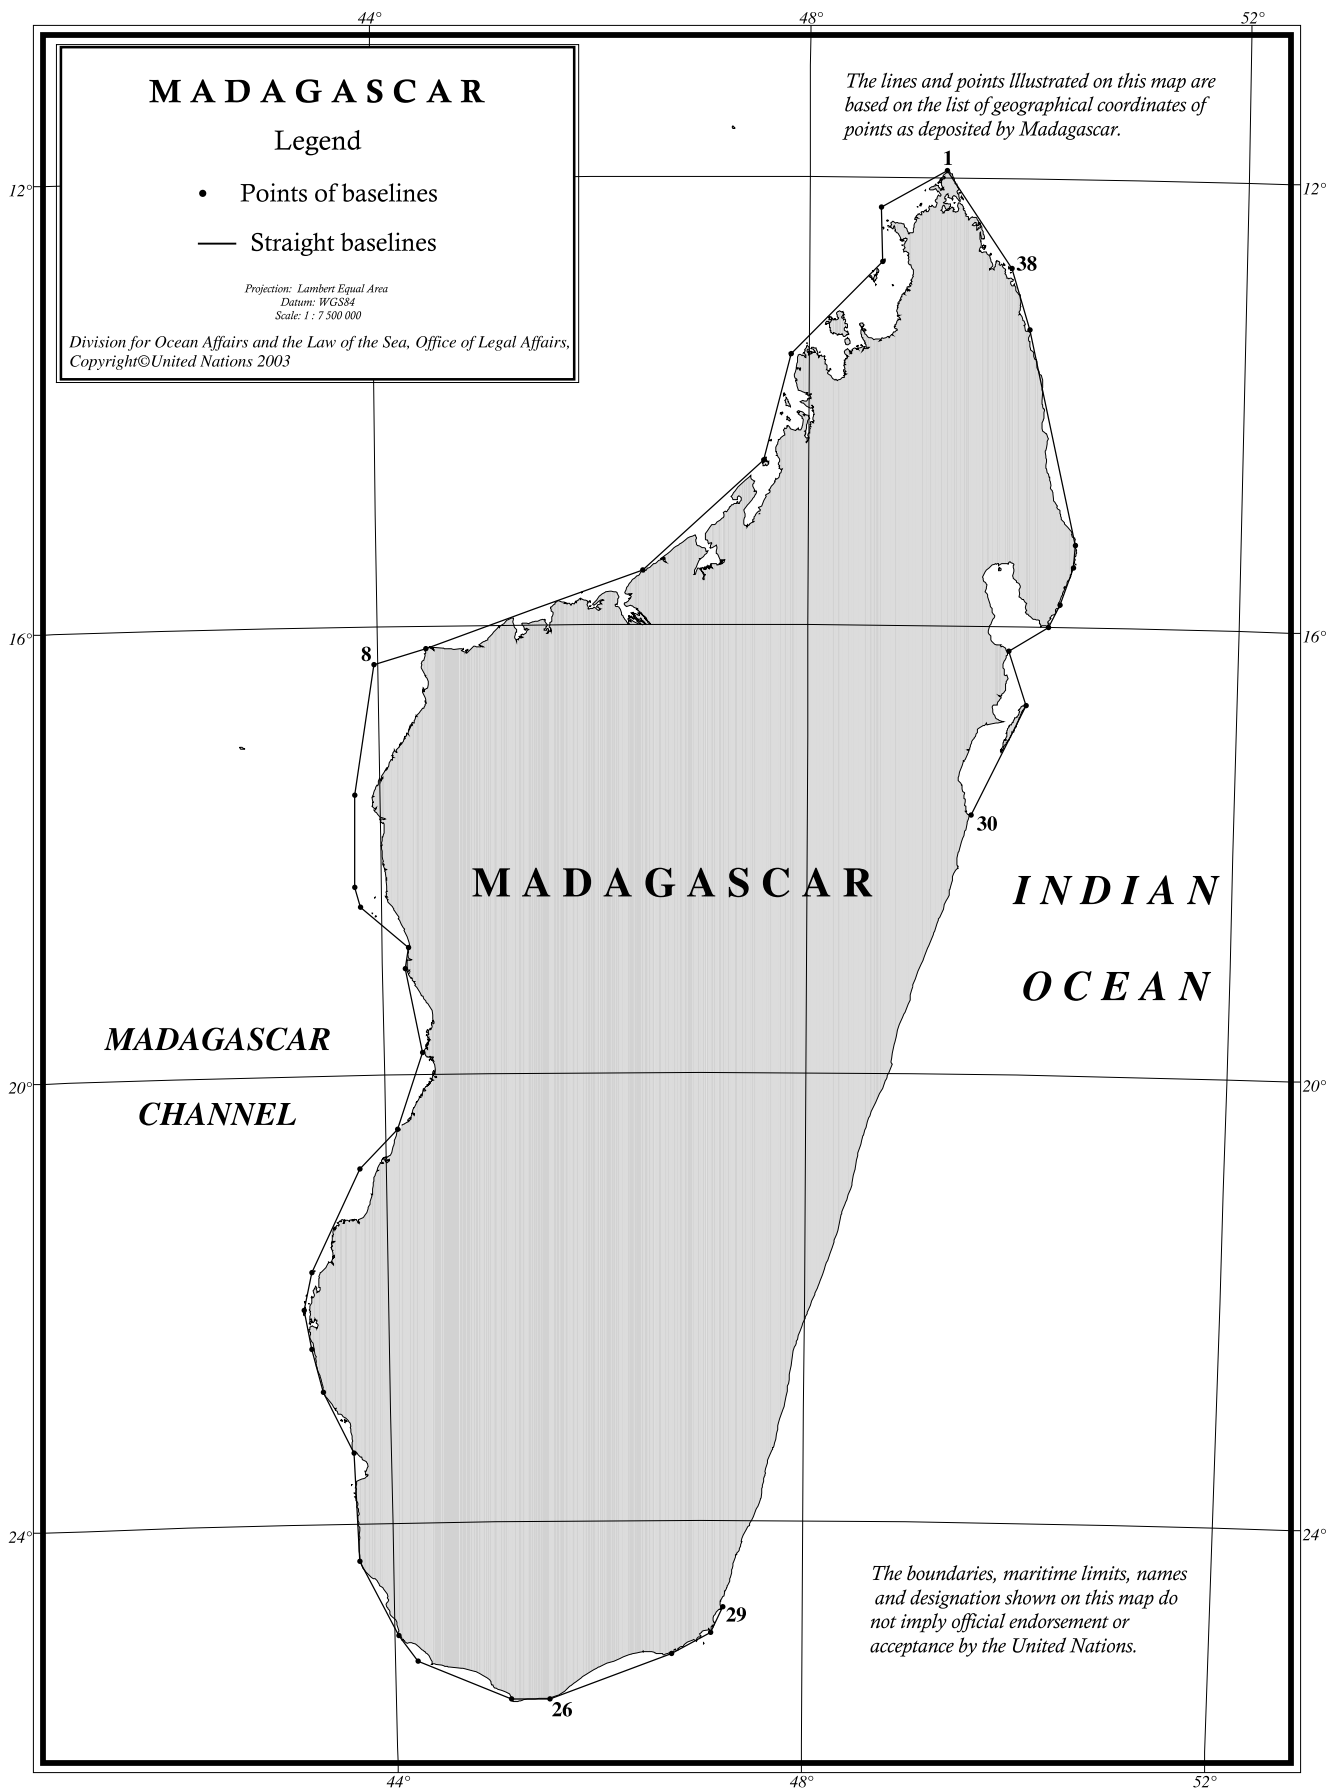 44°
48°
52°
MADAGASCAR
Legend
Points of baselines
Straight baselines
Projection: Lambert Equal Area
Datum: WGS84
Scale: 1 : 7 500 000
Division for Ocean Affairs and the Law of the Sea, Office of Legal Affairs,
Copyright©United Nations 2003
The lines and points lllustrated on this map are
based on the list of geographical coordinates of
points as deposited by Madagascar.
1
12°
12°
38
16°
16°
8
30
MADAGASCAR
INDIAN
OCEAN
MADAGASCAR
CHANNEL
20°
20°
24°
24°
The boundaries, maritime limits, names
and designation shown on this map do
not imply official endorsement or
acceptance by the United Nations.
29
26
44°
48°
52°